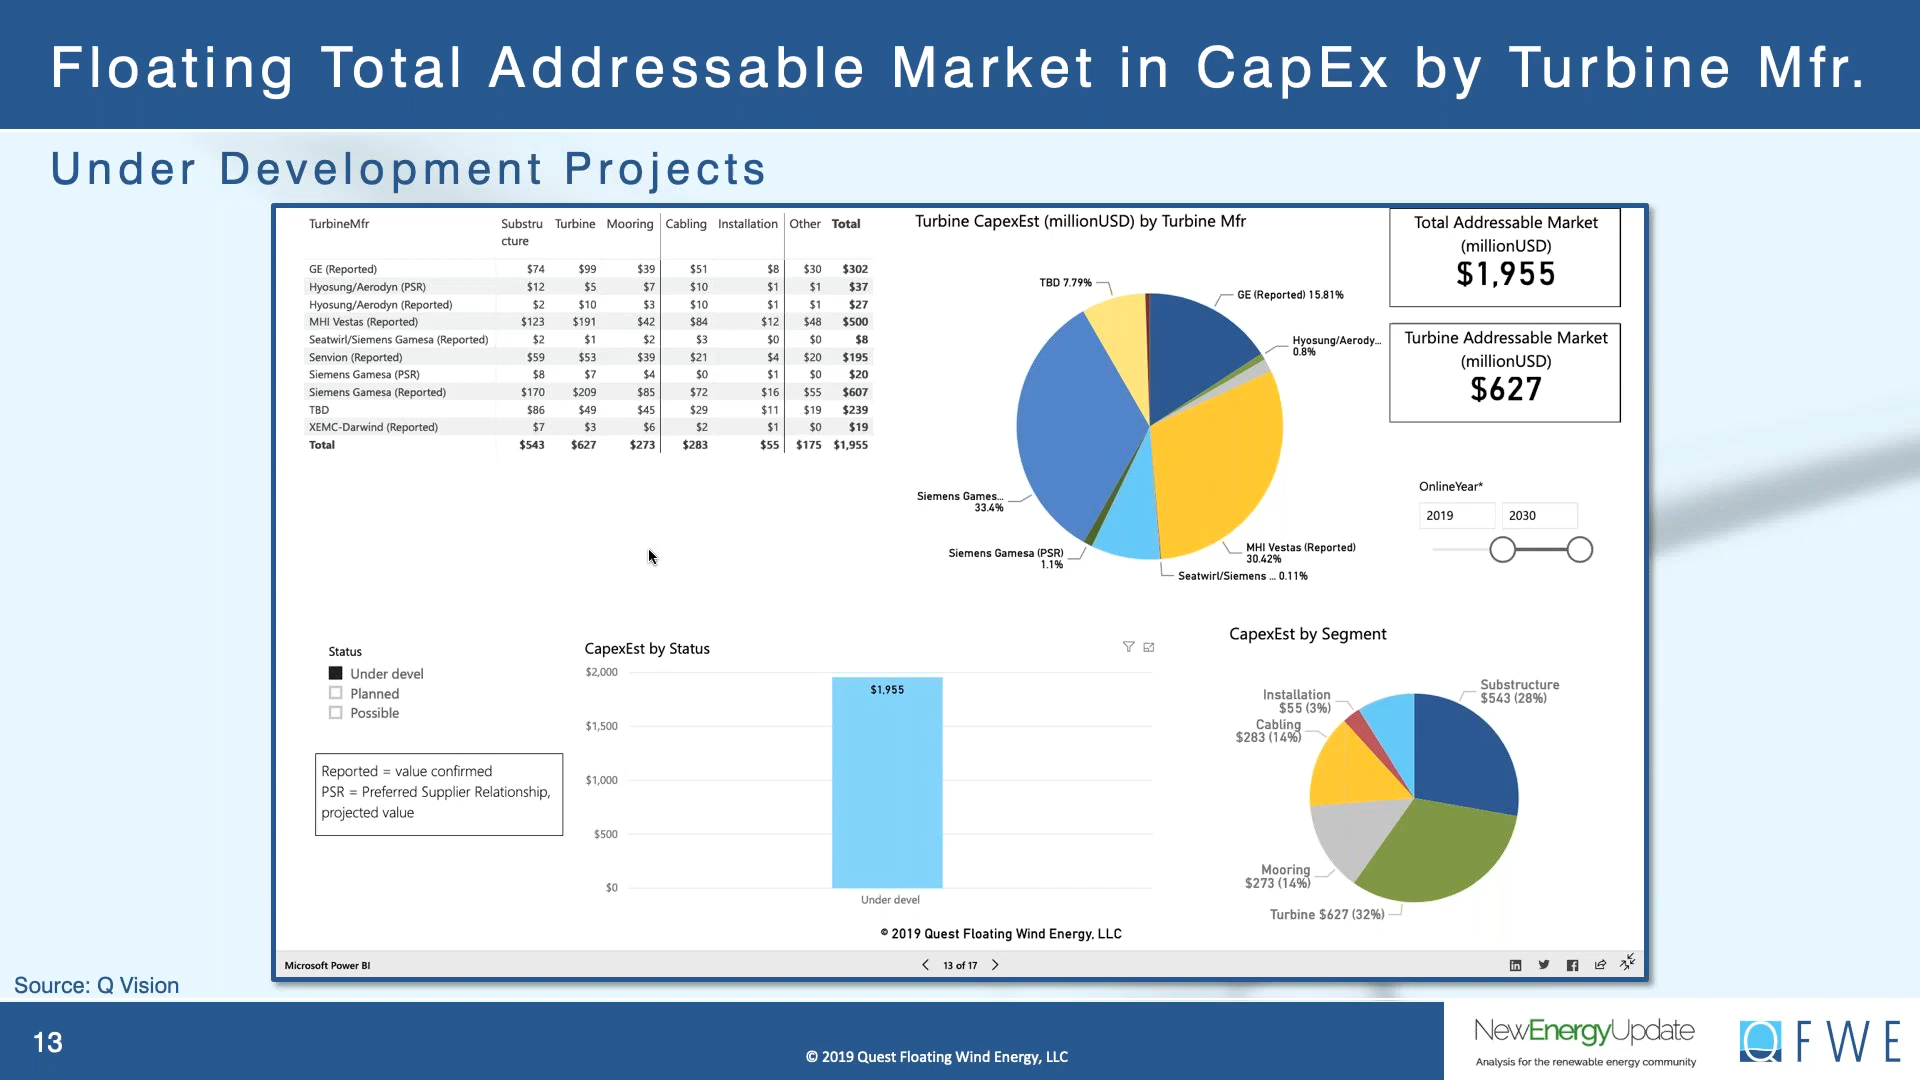 Floating Total Addressable Market in CapEx by Turbine Mfr.
Under Development Projects
TurbineMfr Substru Turbine Mooring Cabling Installation Other Total
cture
GE (Reported) $74 $99 $39 $51 $8 $30 $302
Hyosung/Aerodyn (PSR) $12 $5 $7 $10 $1 $1 $37
Hyosung/Aerodyn (Reported) $2 $10 $3 $10 $1 $1 $27
MHI Vestas (Reported) $123 $191 $42 $84 $12 $48 $500
Seatwirl/Siemens Gamesa (Reported) $2 $1 $2 $3 $0 $0 $8
Senvion (Reported) $59 $53 $39 $21 $4 $20 $195
Siemens Gamesa (PSR) $8 $7 $4 $0 $1 $0 $20
Siemens Gamesa (Reported) $170 $209 $85 $72 $16 $55 $607
TBD $86 $49 $45 $29 $11 $19 $239
XEMC-Darwind (Reported) $7 $3 $6 $2 $1 $0 $19
Total $543 $627 $273 $283 $55 $175 $1,955
Turbine CapexEst (millionUSD) by Turbine Mfr
TBD 7.79%
GE (Reported) 15.81%
Hyosung/Aerody...
0.8%
Siemens Games...
33.4%
Siemens Gamesa (PSR)
1.1%
MHI Vestas (Reported)
30.42%
Seatwirl/Siemens ... 0.11%
Total Addressable Market
(millionUSD)
$1,955
Turbine Addressable Market
(millionUSD)
$627
OnlineYear*
2019 2030
Status
Under devel
Planned
Possible
Reported = value confirmed
PSR = Preferred Supplier Relationship,
projected value
CapexEst by Status
$2,000
$1,500
$1,000
$500
$0
$1,955
Under devel
CapexEst by Segment
Substructure
$543 (28%)
Installation
$55 (3%)
Cabling
$283 (14%)
Mooring
$273 (14%)
Turbine $627 (32%)
© 2019 Quest Floating Wind Energy, LLC
Microsoft Power BI
13 of 17
Source: Q Vision
13
© 2019 Quest Floating Wind Energy, LLC
NewEnergyUpdate
Analysis for the renewable energy community
Q FWE